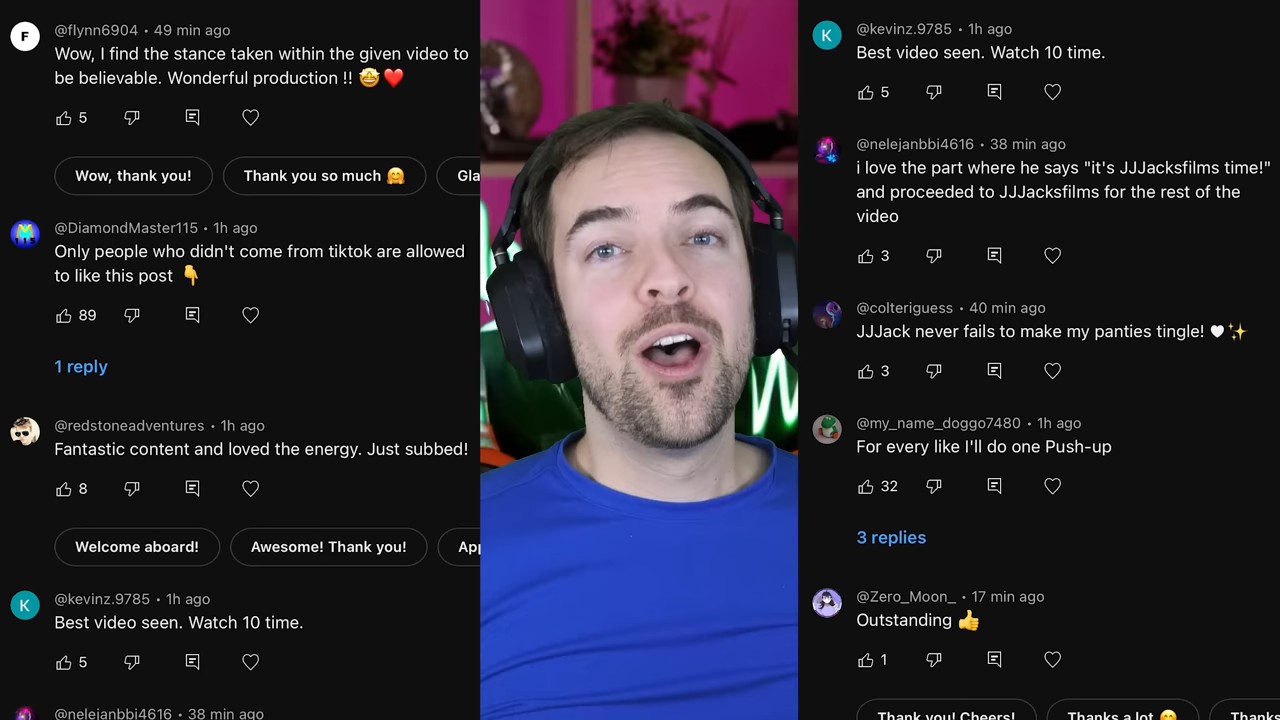 F
@flynn6904 • 49 min ago
Wow, I find the stance taken within the given video to
be believable. Wonderful production !! 🤩❤️
5
Wow, thank you!
Thank you so much 🤗
Gla
@DiamondMaster115 • 1h ago
Only people who didn't come from tiktok are allowed
to like this post 👇
89
1 reply
@redstoneadventures • 1h ago
Fantastic content and loved the energy. Just subbed!
8
Welcome aboard!
Awesome! Thank you!
App
K
@kevinz.9785 • 1h ago
Best video seen. Watch 10 time.
5
@nelejanbbi4616 • 38 min ago
K
@kevinz.9785 • 1h ago
Best video seen. Watch 10 time.
5
@nelejanbbi4616 • 38 min ago
i love the part where he says "it's JJJacksfilms time!"
and proceeded to JJJacksfilms for the rest of the
video
3
@colteriguess • 40 min ago
JJJack never fails to make my panties tingle! 🤍✨
3
@my_name_doggo7480 • 1h ago
For every like I'll do one Push-up
32
3 replies
@Zero_Moon_ • 17 min ago
Outstanding 👍
1
Thank you! Cheers!
Thanks a lot 😁
Thanks